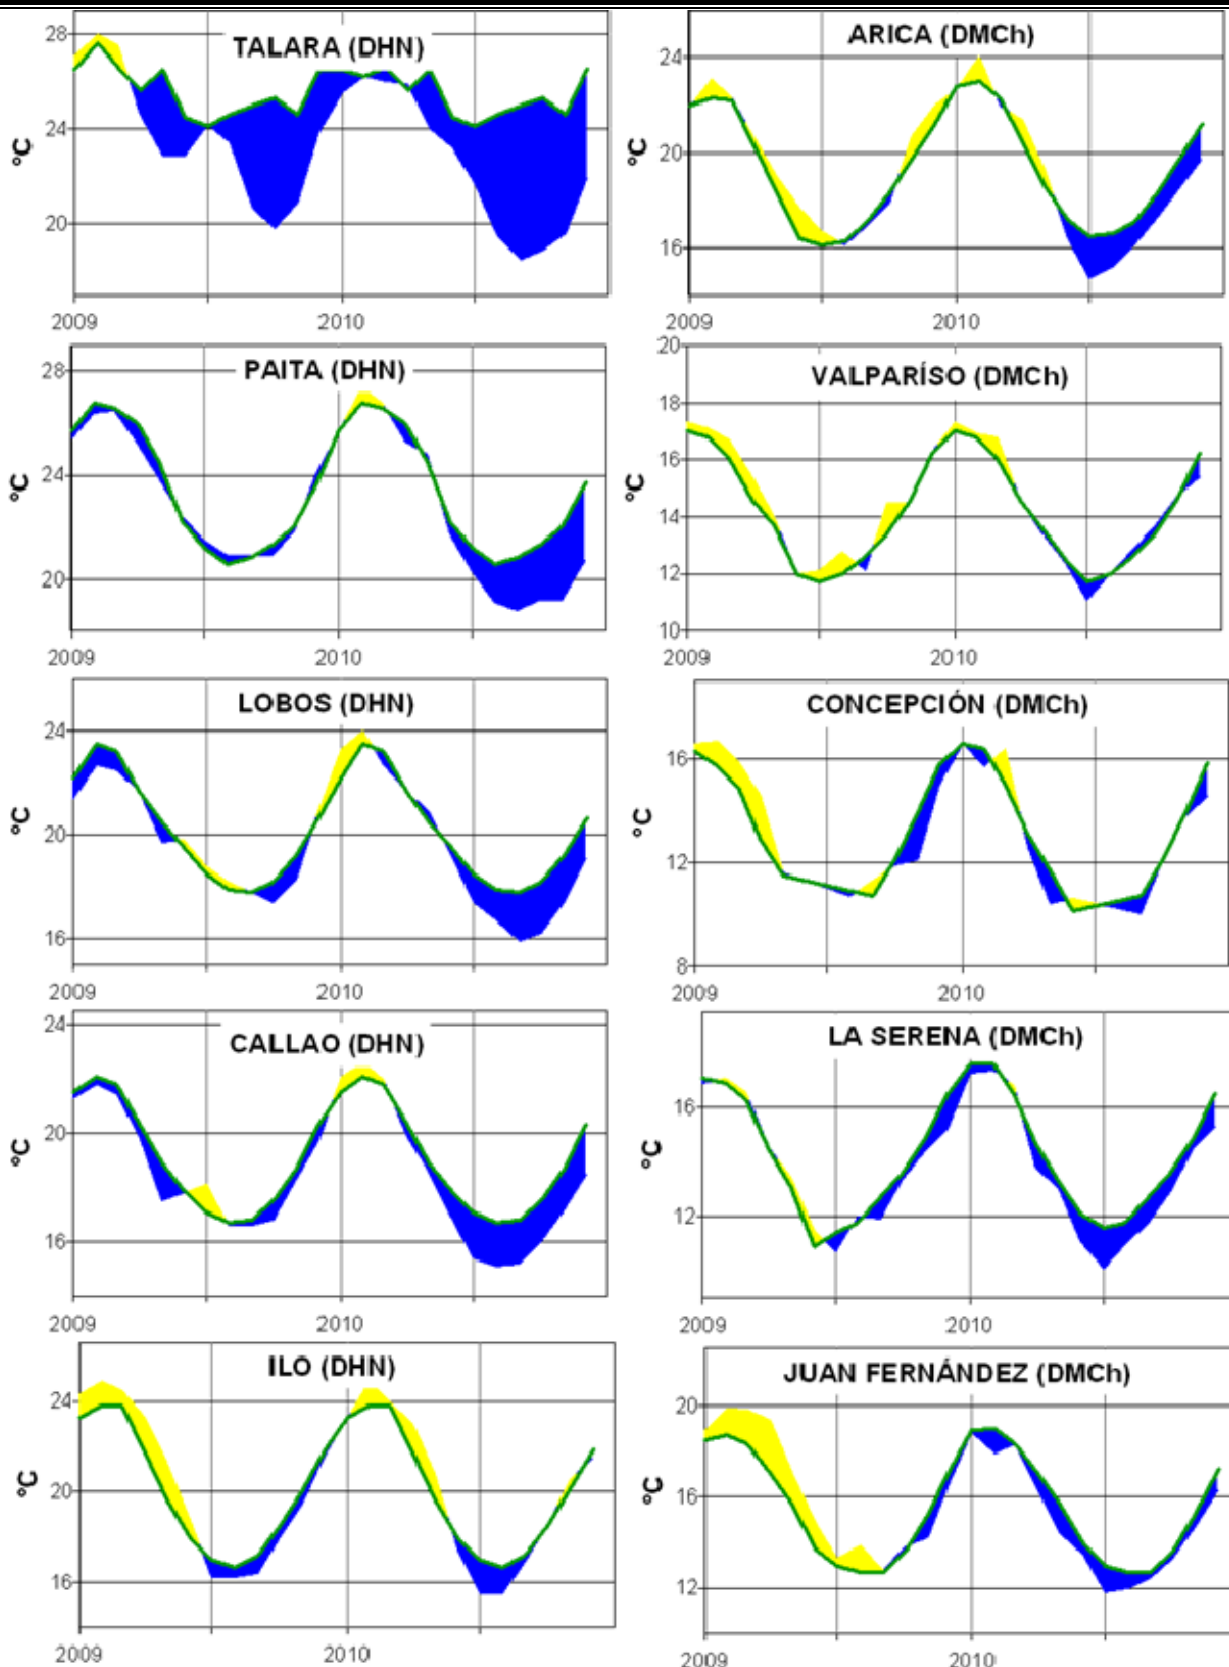 TALARA (DHN)
28
24
20
°C
2009
2010
ARICA (DMCh)
24
20
16
2009
2010
PAITA (DHN)
28
24
20
°C
2009
2010
VALPARÍSO (DMCh)
20
18
16
14
12
10
°C
2009
2010
LOBOS (DHN)
24
20
16
°C
2009
2010
CONCEPCIÓN (DMCh)
16
12
8
°C
2009
2010
CALLAO (DHN)
24
20
16
°C
2009
2010
LA SERENA (DMCh)
16
12
°C
2009
2010
ILO (DHN)
24
20
16
°C
2009
2010
JUAN FERNÁNDEZ (DMCh)
20
16
12
°C
2009
2010